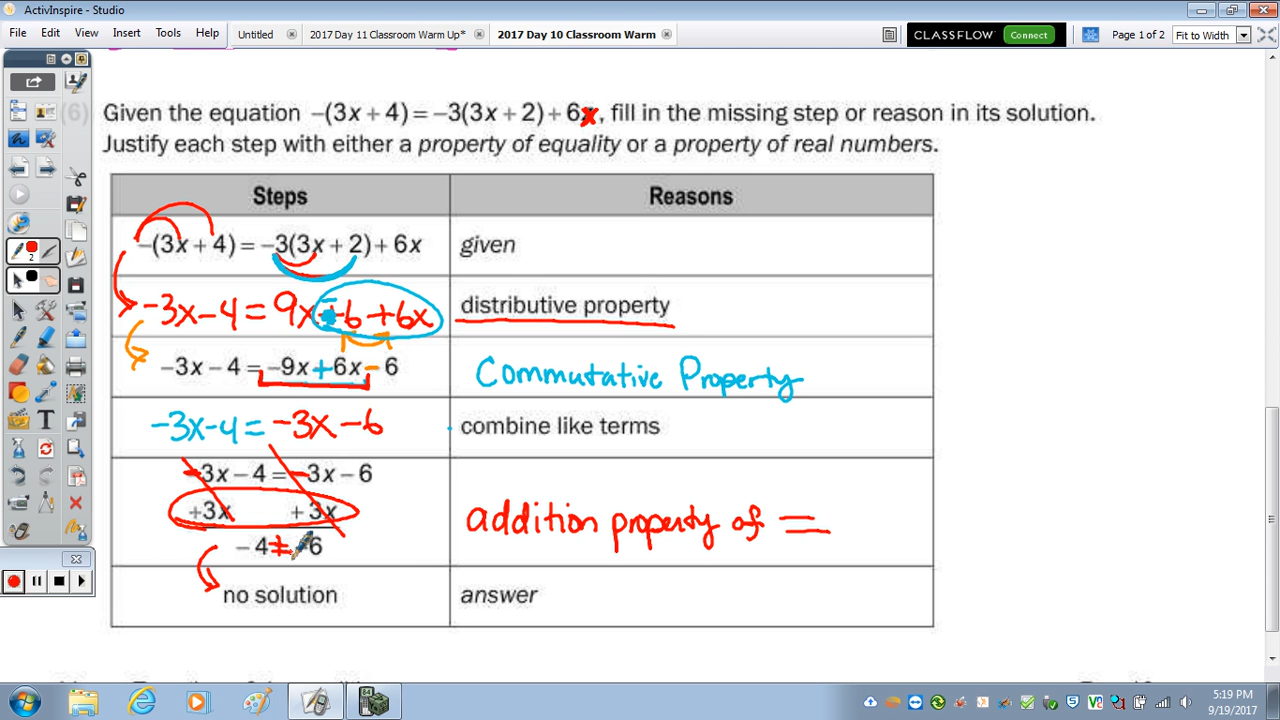 ActivInspire - Studio
File Edit View Insert Tools Help
Untitled
2017 Day 11 Classroom Warm Up*
2017 Day 10 Classroom Warm
CLASSFLOW Connect
Page 1 of 2
Fit to Width
(6) Given the equation −(3x + 4) = −3(3x + 2) + 6x, fill in the missing step or reason in its solution.
Justify each step with either a property of equality or a property of real numbers.
Steps Reasons
−(3x + 4) = −3(3x + 2) + 6x given
-3x-4 = 9x-6+6x distributive property
−3x − 4 = −9x + 6x − 6 Commutative Property
-3x-4 = -3x-6 combine like terms
−3x − 4 = −3x − 6
+3x +3x addition property of =
−4 ≠ 6
no solution answer
2
84
5:19 PM
9/19/2017